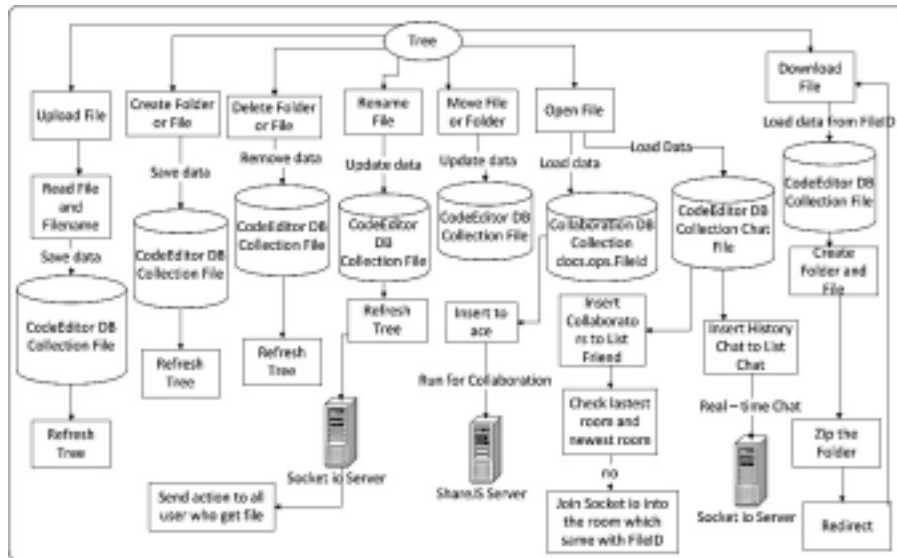 Tree
Upload File
Create Folder
or File
Delete Folder
or File
Rename
File
Move File
or Folder
Open File
Download
File
Save data
Remove data
Update data
Update data
Load data
Load Data
Load data from FileID
Read File
and
Filename
Save data
CodeEditor DB
Collection File
CodeEditor DB
Collection File
CodeEditor DB
Collection File
CodeEditor
DB
Collection File
CodeEditor DB
Collection File
Collaboration DB
Collection
docs.ops.FileId
CodeEditor DB
Collection Chat
File
CodeEditor DB
Collection File
Create
Folder and
File
Refresh
Tree
Refresh
Tree
Refresh
Tree
Refresh
Tree
Insert to
ace
Insert
Collaborato
rs to List
Friend
Insert History
Chat to List
Chat
Run for Collaboration
Check lastest
room and
newest room
Real – time Chat
Zip the
Folder
Socket io Server
ShareJS Server
no
Socket io Server
Send action to all
user who get file
Join Socket io into
the room which
same with FileID
Redirect